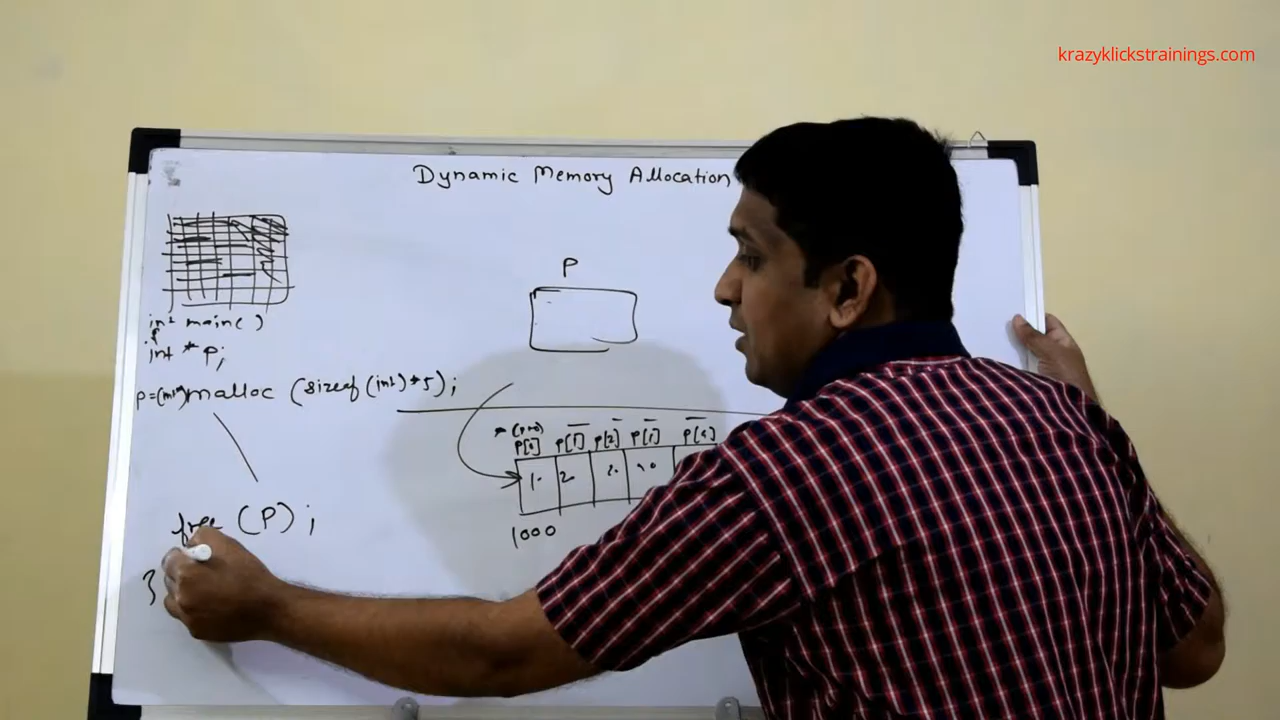 krazyklickstrainings.com
Dynamic Memory Allocation
P
int main()
{
int * p;
p=(int*)malloc (sizeof(int)*5);
*(p+0)
p[0] p[1] p[2] p[4]
1000
free (P) ;
}